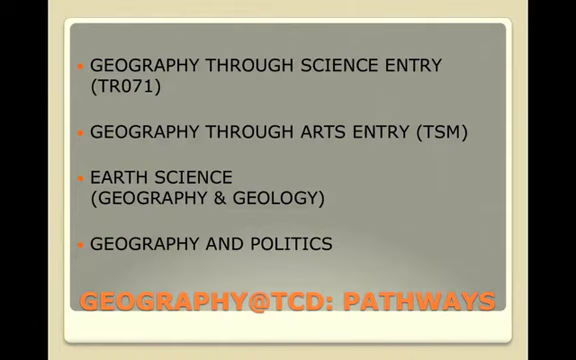 GEOGRAPHY THROUGH SCIENCE ENTRY
(TR071)
GEOGRAPHY THROUGH ARTS ENTRY (TSM)
EARTH SCIENCE
(GEOGRAPHY & GEOLOGY)
GEOGRAPHY AND POLITICS
GEOGRAPHY@TCD: PATHWAYS